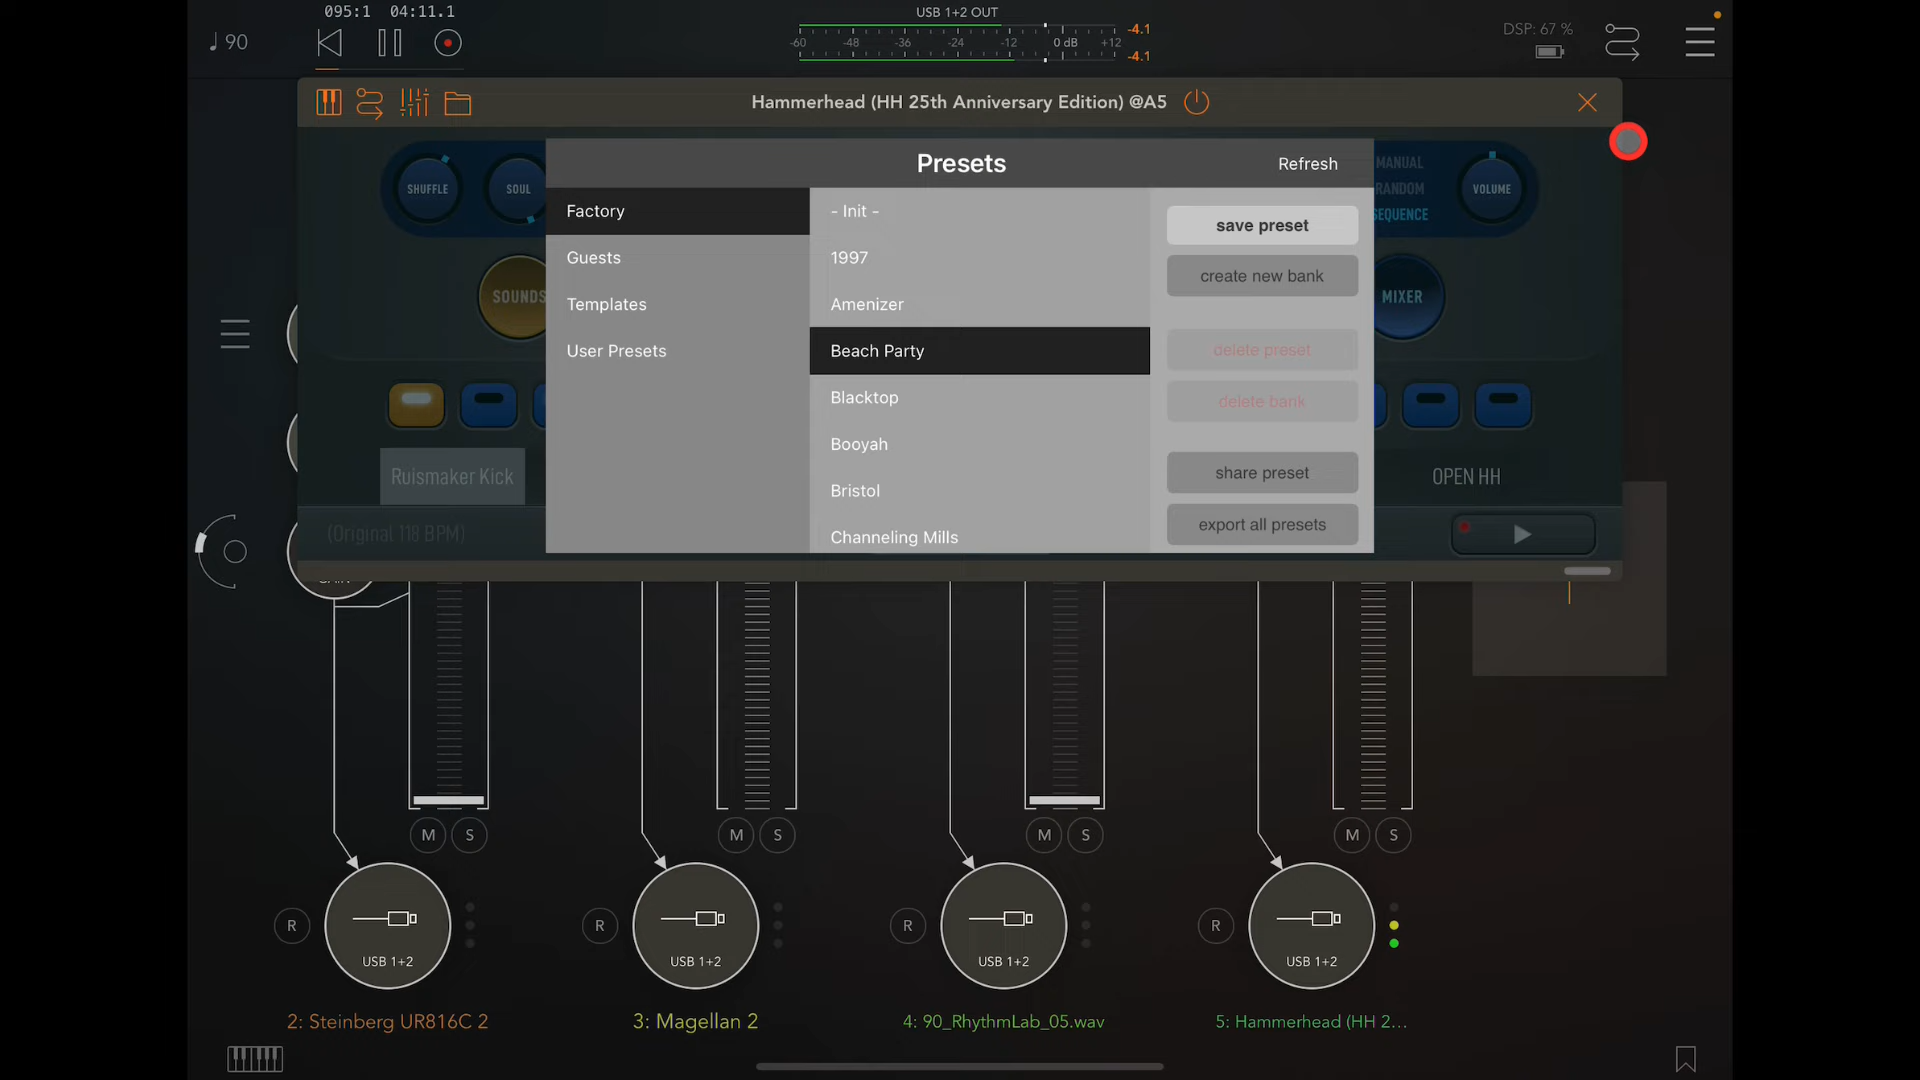 095:1 04:11.1
USB 1+2 OUT
♩ 90
-60 -48 -36 -24 -12 0 dB +12
-4.1
-4.1
DSP: 67 %
Hammerhead (HH 25th Anniversary Edition) @A5
Presets
Refresh
SHUFFLE
SOUL
MANUAL
RANDOM
SEQUENCE
VOLUME
Factory
Guests
Templates
User Presets
- Init -
1997
Amenizer
Beach Party
Blacktop
Booyah
Bristol
Channeling Mills
save preset
create new bank
delete preset
delete bank
share preset
export all presets
SOUNDS
MIXER
Ruismaker Kick
OPEN HH
(Original 118 BPM)
GAIN
M S M S M S M S
R R R R
USB 1+2 USB 1+2 USB 1+2 USB 1+2
2: Steinberg UR816C 2
3: Magellan 2
4: 90_RhythmLab_05.wav
5: Hammerhead (HH 2...